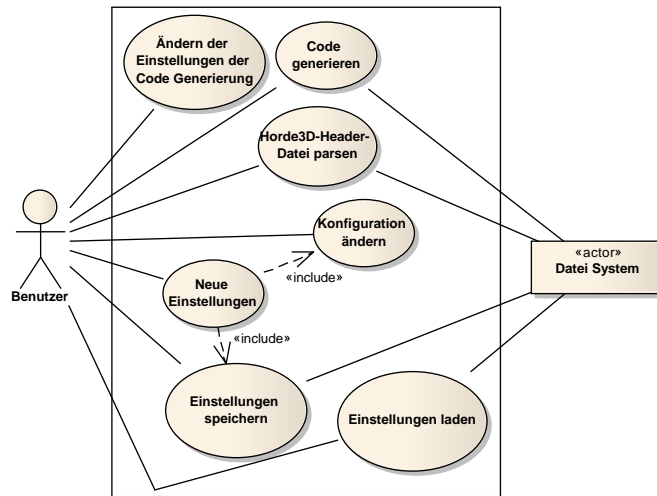 Ändern der
Einstellungen der
Code Generierung
Code
generieren
Horde3D-Header-
Datei parsen
Konfiguration
ändern
«include»
Neue
Einstellungen
«include»
Einstellungen
speichern
Einstellungen laden
Benutzer
«actor»
Datei System